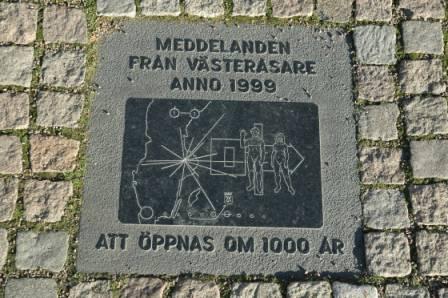 MEDDELANDEN
FRÅN VÄSTERÅSARE
ANNO 1999
ATT ÖPPNAS OM 1000 ÅR